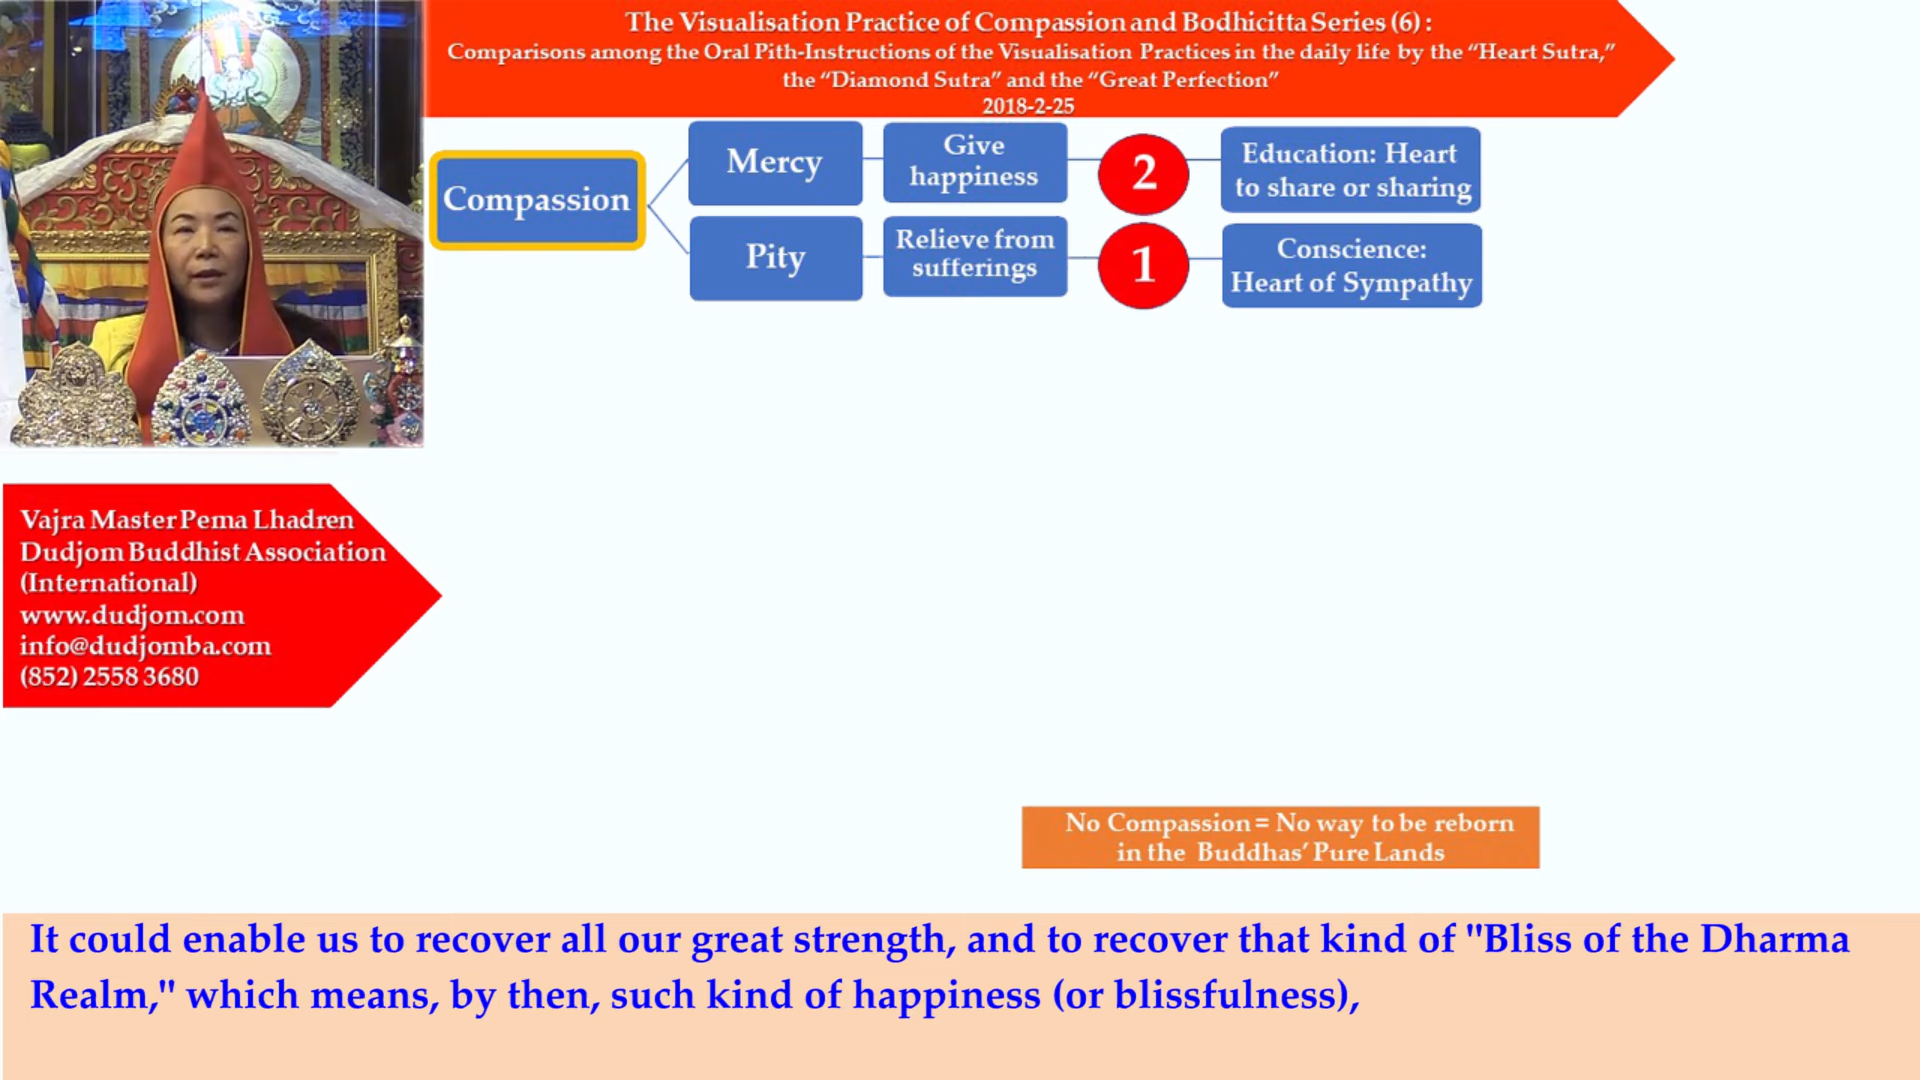 The Visualisation Practice of Compassion and Bodhicitta Series (6) :
Comparisons among the Oral Pith-Instructions of the Visualisation Practices in the daily life by the “Heart Sutra,”
the “Diamond Sutra” and the “Great Perfection”
2018-2-25
Compassion
Mercy
Give
happiness
2
Education: Heart
to share or sharing
Pity
Relieve from
sufferings
1
Conscience:
Heart of Sympathy
Vajra Master Pema Lhadren
Dudjom Buddhist Association
(International)
www.dudjom.com
info@dudjomba.com
(852) 2558 3680
No Compassion = No way to be reborn
in the Buddhas’ Pure Lands
It could enable us to recover all our great strength, and to recover that kind of "Bliss of the Dharma
Realm," which means, by then, such kind of happiness (or blissfulness),